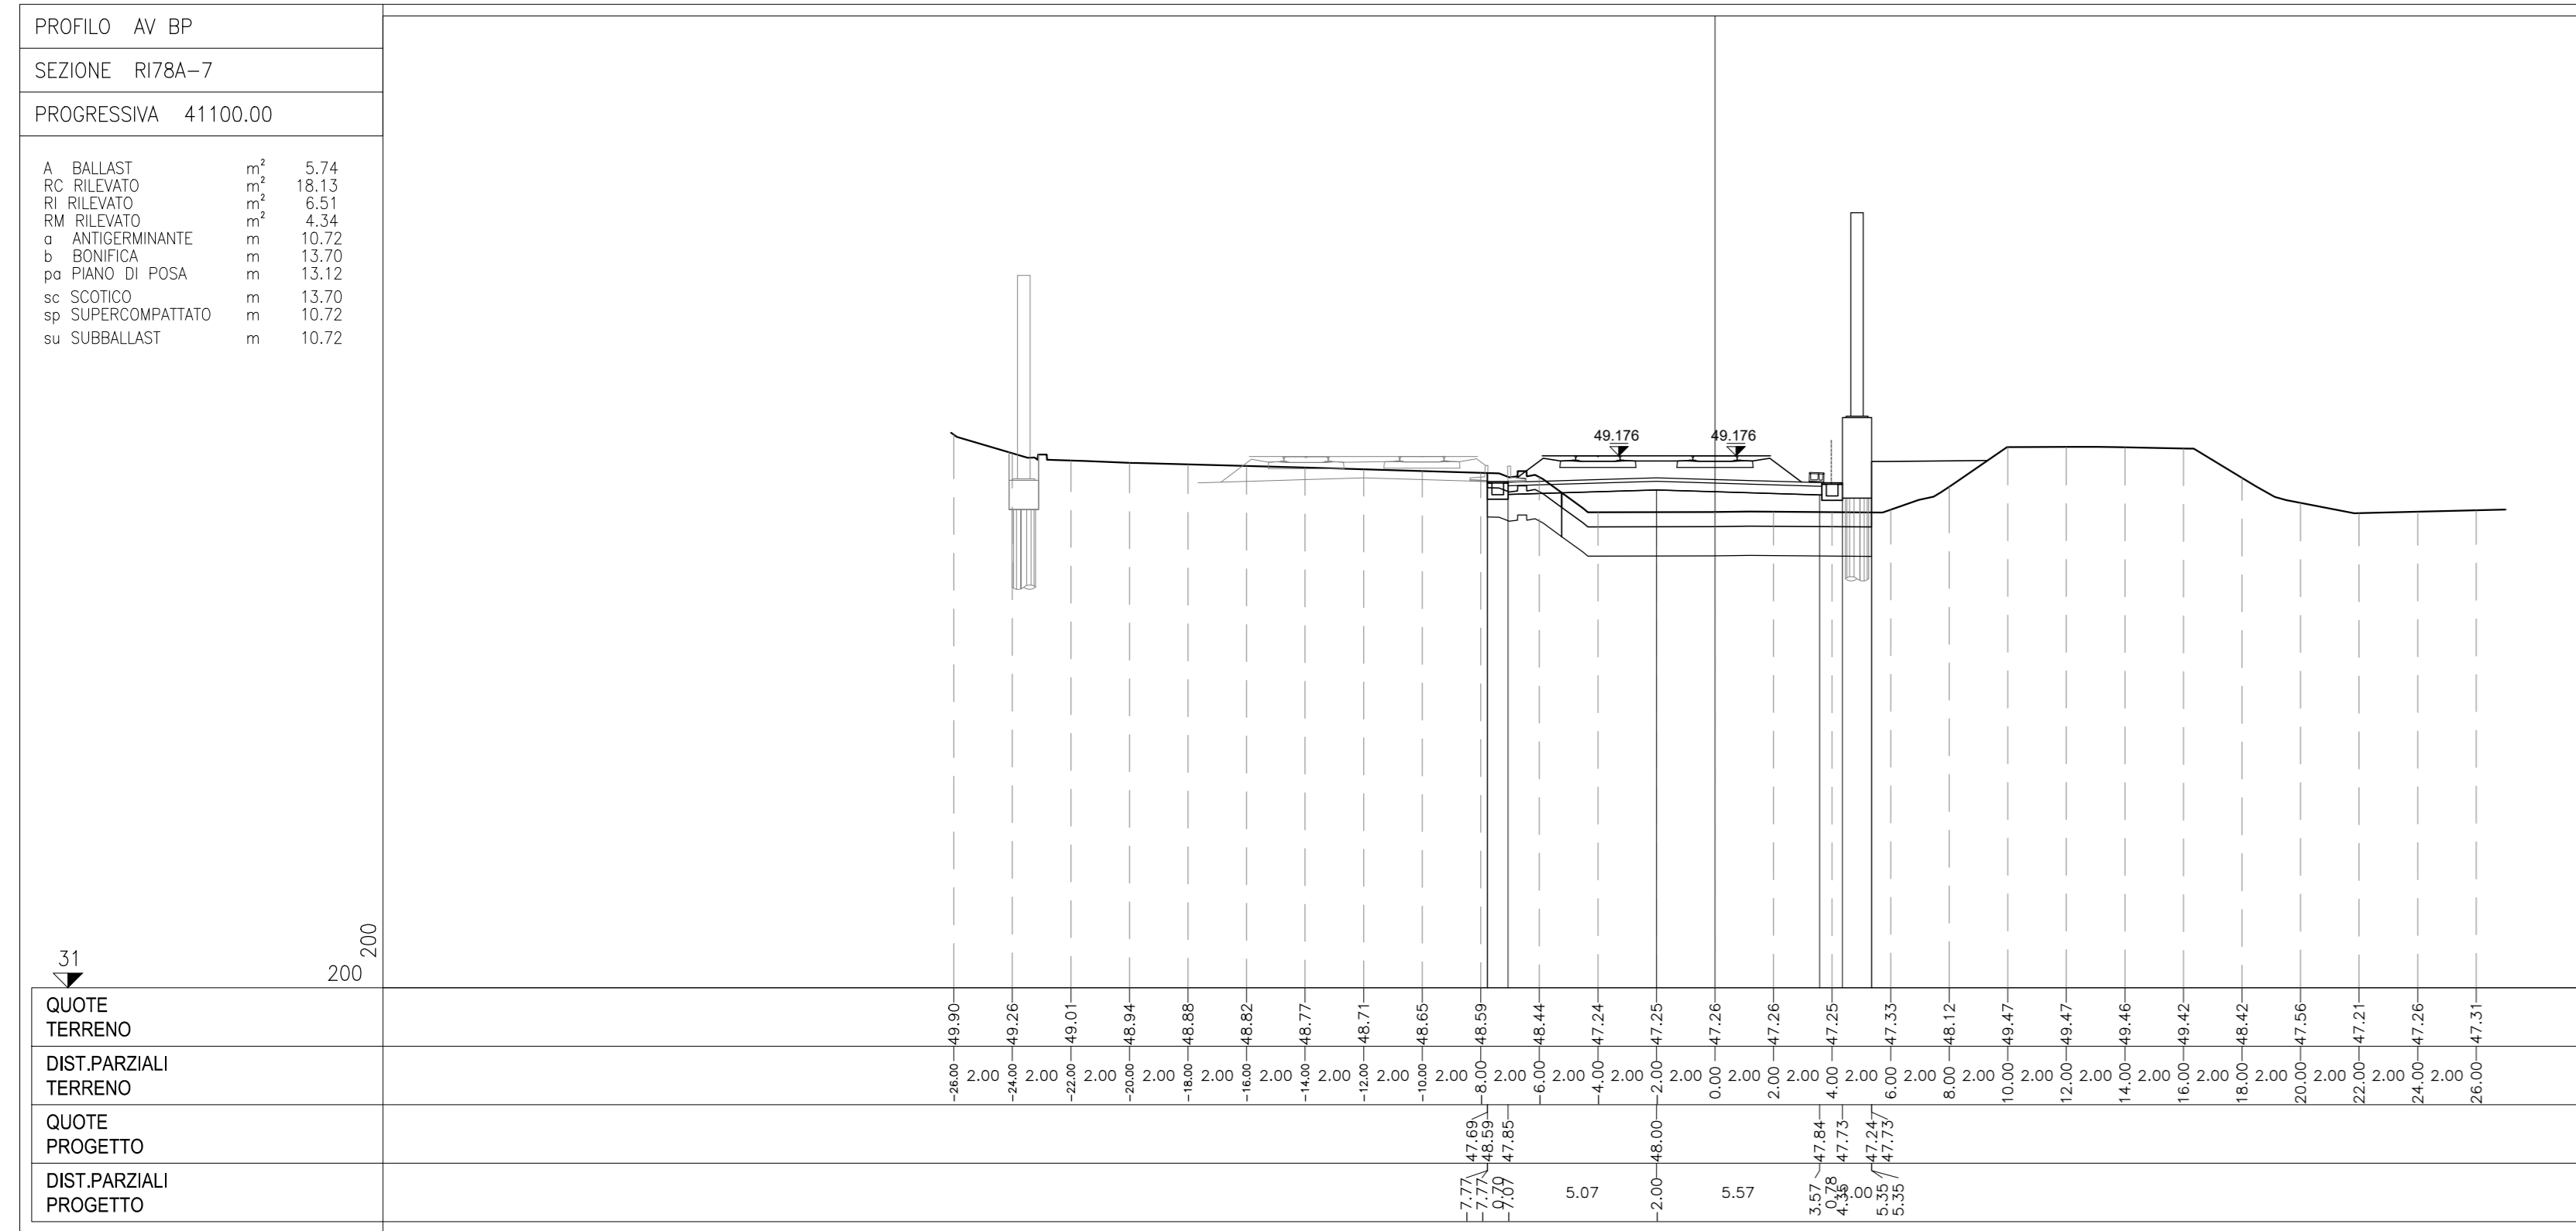 PROFILO AV BP
SEZIONE RI78A-7
PROGRESSIVA 41100.00
A BALLAST m² 5.74
RC RILEVATO m² 18.13
RI RILEVATO m² 6.51
RM RILEVATO m² 4.34
a ANTIGERMINANTE m 10.72
b BONIFICA m 13.70
pa PIANO DI POSA m 13.12
sc SCOTICO m 13.70
sp SUPERCOMPATTATO m 10.72
su SUBBALLAST m 10.72
49.176 49.176
31
200
200
QUOTE
TERRENO
49.90 49.26 49.01 48.94 48.88 48.82 48.77 48.71 48.65 48.59 48.44 47.24 47.25 47.26 47.26 47.25 47.33 48.12 49.47 49.47 49.46 49.42 48.42 47.56 47.21 47.26 47.31
DIST.PARZIALI
TERRENO
-26.00 2.00 -24.00 2.00 -22.00 2.00 -20.00 2.00 -18.00 2.00 -16.00 2.00 -14.00 2.00 -12.00 2.00 -10.00 2.00 -8.00 2.00 -6.00 2.00 -4.00 2.00 -2.00 2.00 0.00 2.00 2.00 2.00 4.00 2.00 6.00 2.00 8.00 2.00 10.00 2.00 12.00 2.00 14.00 2.00 16.00 2.00 18.00 2.00 20.00 2.00 22.00 2.00 24.00 2.00 26.00
QUOTE
PROGETTO
47.69 48.59 47.85 48.00 47.84 47.73 47.24 47.73
DIST.PARZIALI
PROGETTO
-7.77 -7.77 0.70 -7.07 5.07 -2.00 5.57 3.57 0.78 4.35 .00 5.35 5.35